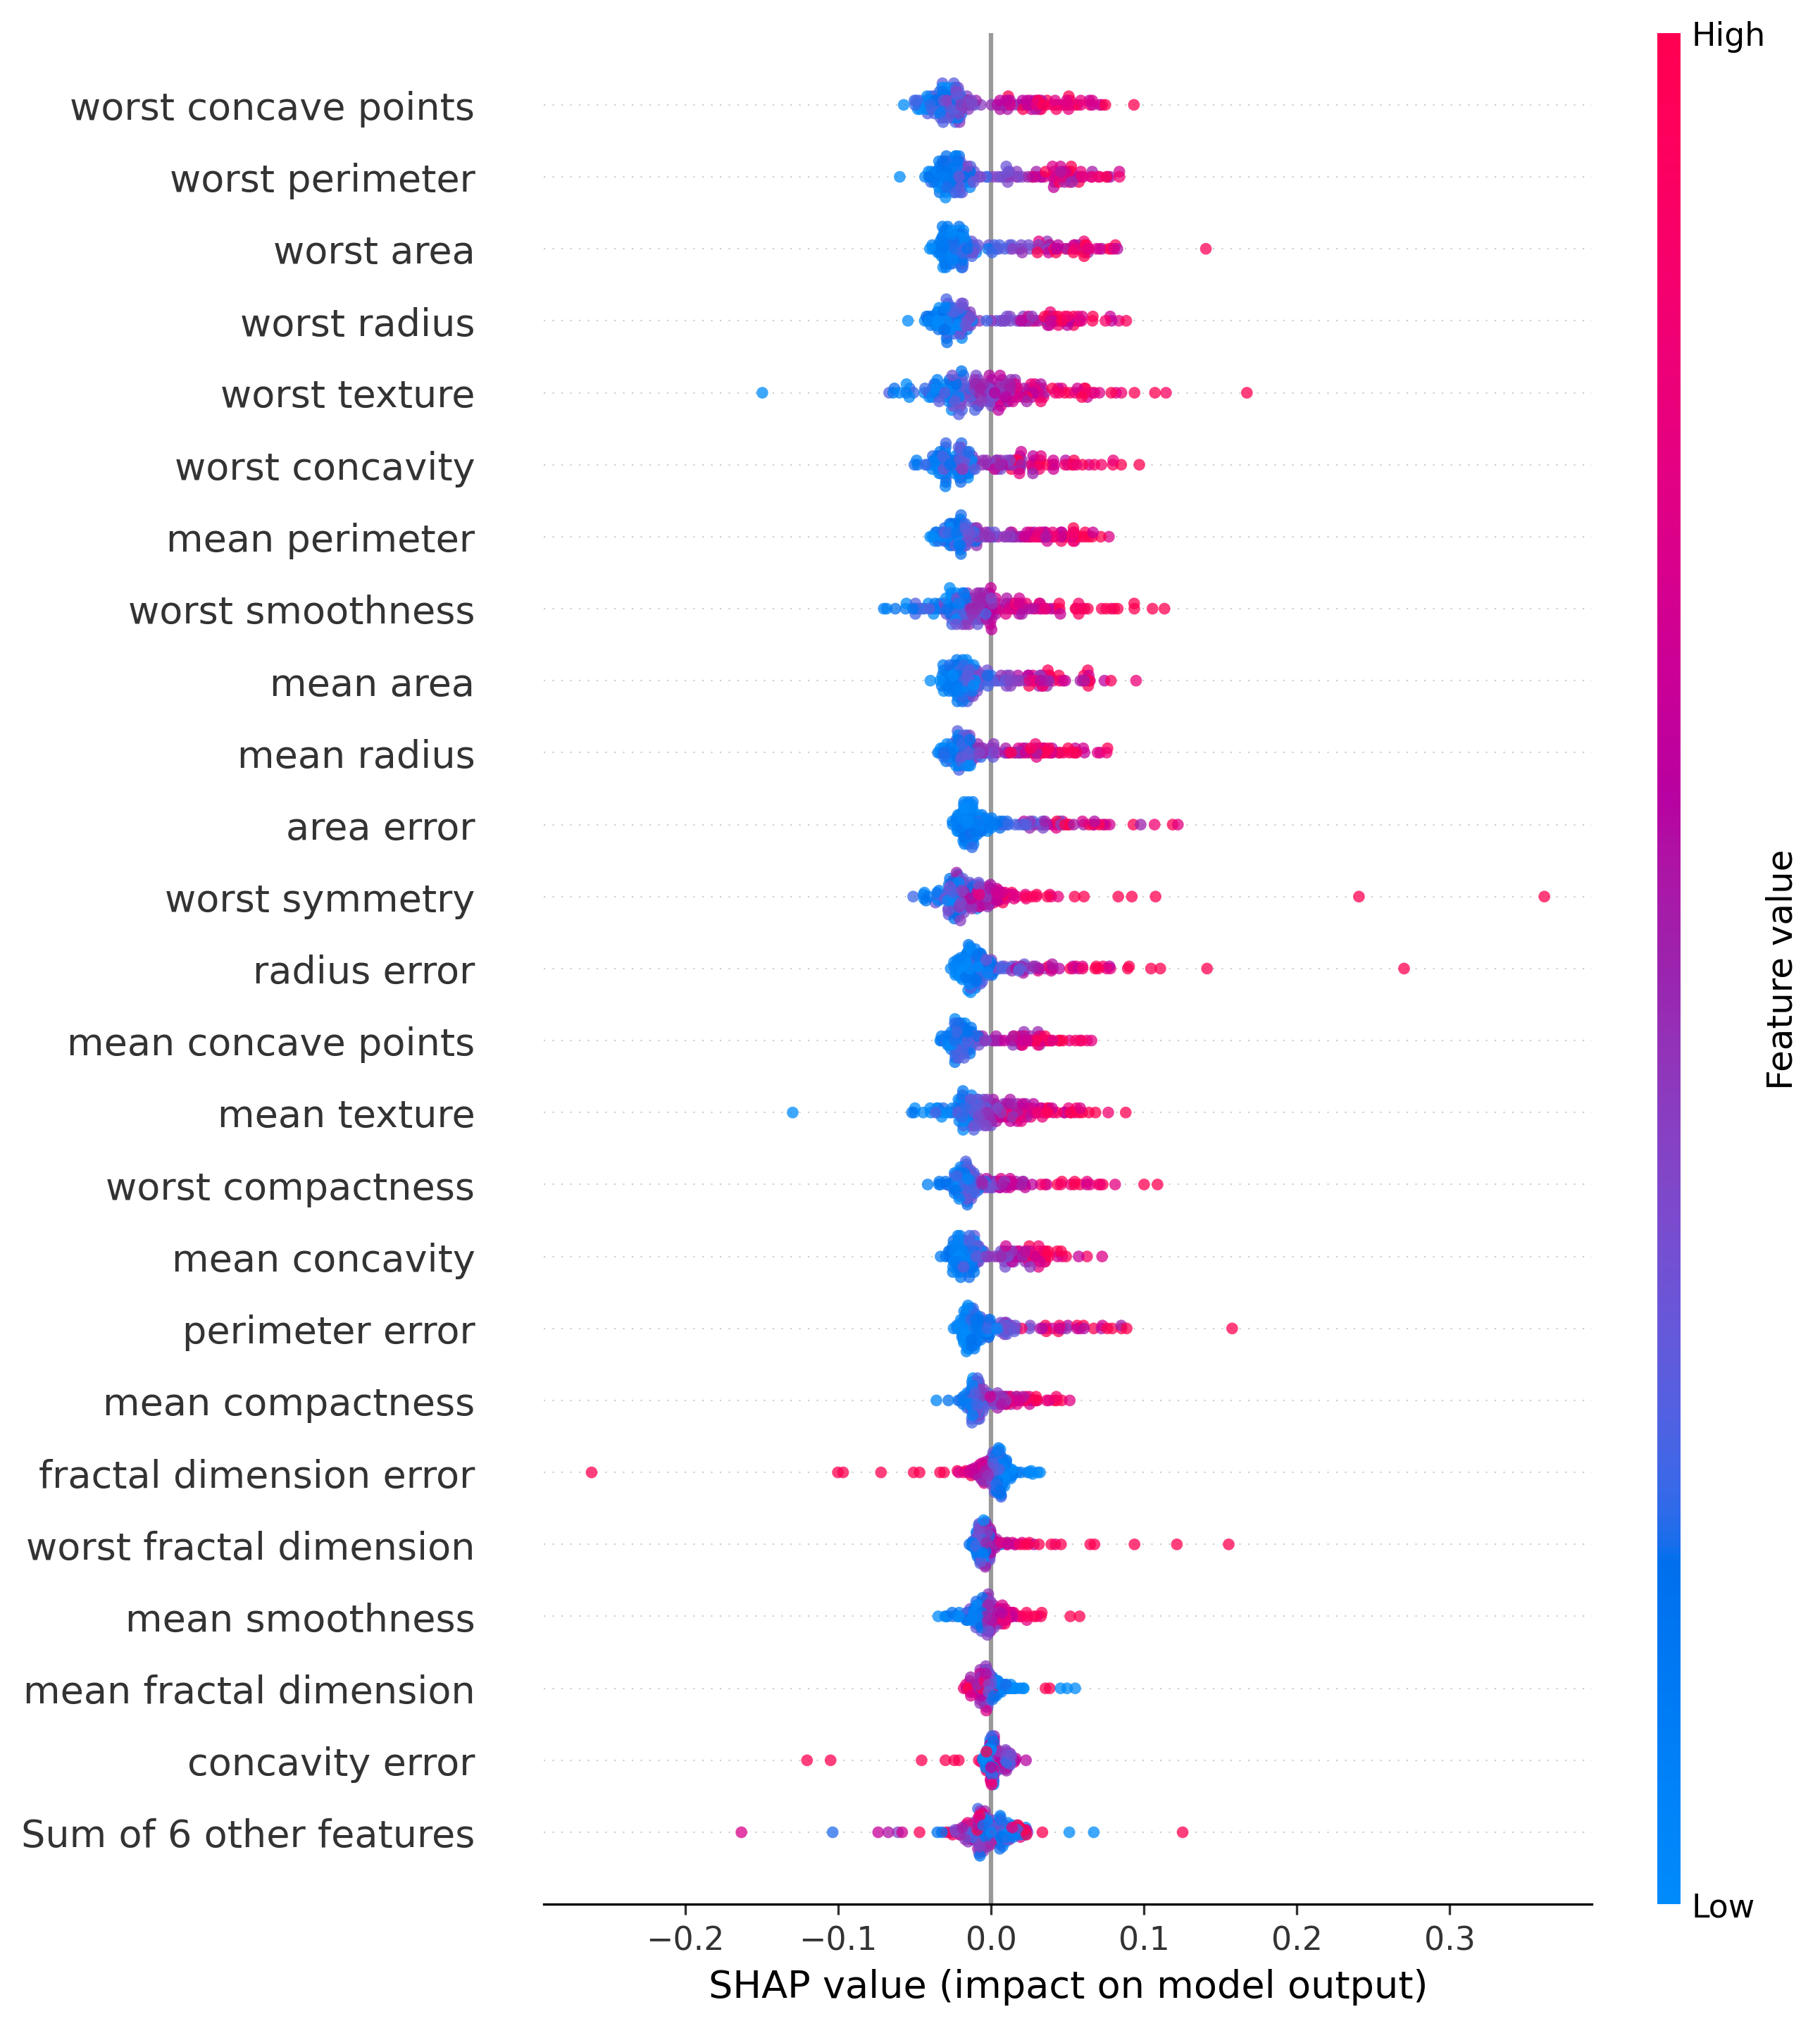 High
worst concave points
worst perimeter
worst area
worst radius
worst texture
worst concavity
mean perimeter
worst smoothness
mean area
mean radius
area error
worst symmetry
radius error
mean concave points
mean texture
worst compactness
mean concavity
perimeter error
mean compactness
fractal dimension error
worst fractal dimension
mean smoothness
mean fractal dimension
concavity error
Sum of 6 other features
Feature value
Low
−0.2 −0.1 0.0 0.1 0.2 0.3
SHAP value (impact on model output)